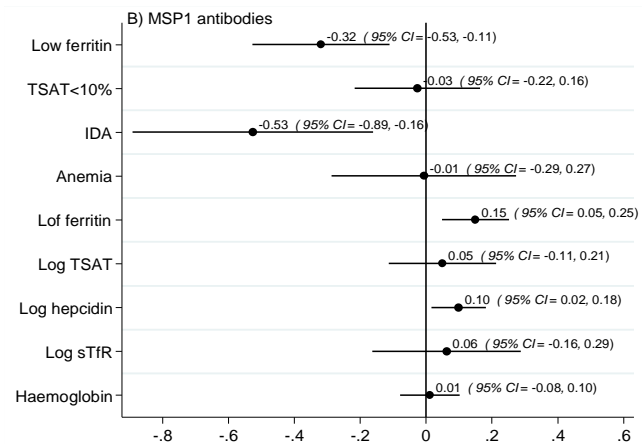 B) MSP1 antibodies
Low ferritin -0.32 ( 95% CI= -0.53, -0.11)
TSAT<10% -0.03 ( 95% CI= -0.22, 0.16)
IDA -0.53 ( 95% CI= -0.89, -0.16)
Anemia -0.01 ( 95% CI= -0.29, 0.27)
Lof ferritin 0.15 ( 95% CI= 0.05, 0.25)
Log TSAT 0.05 ( 95% CI= -0.11, 0.21)
Log hepcidin 0.10 ( 95% CI= 0.02, 0.18)
Log sTfR 0.06 ( 95% CI= -0.16, 0.29)
Haemoglobin 0.01 ( 95% CI= -0.08, 0.10)
-.8 -.6 -.4 -.2 0 .2 .4 .6